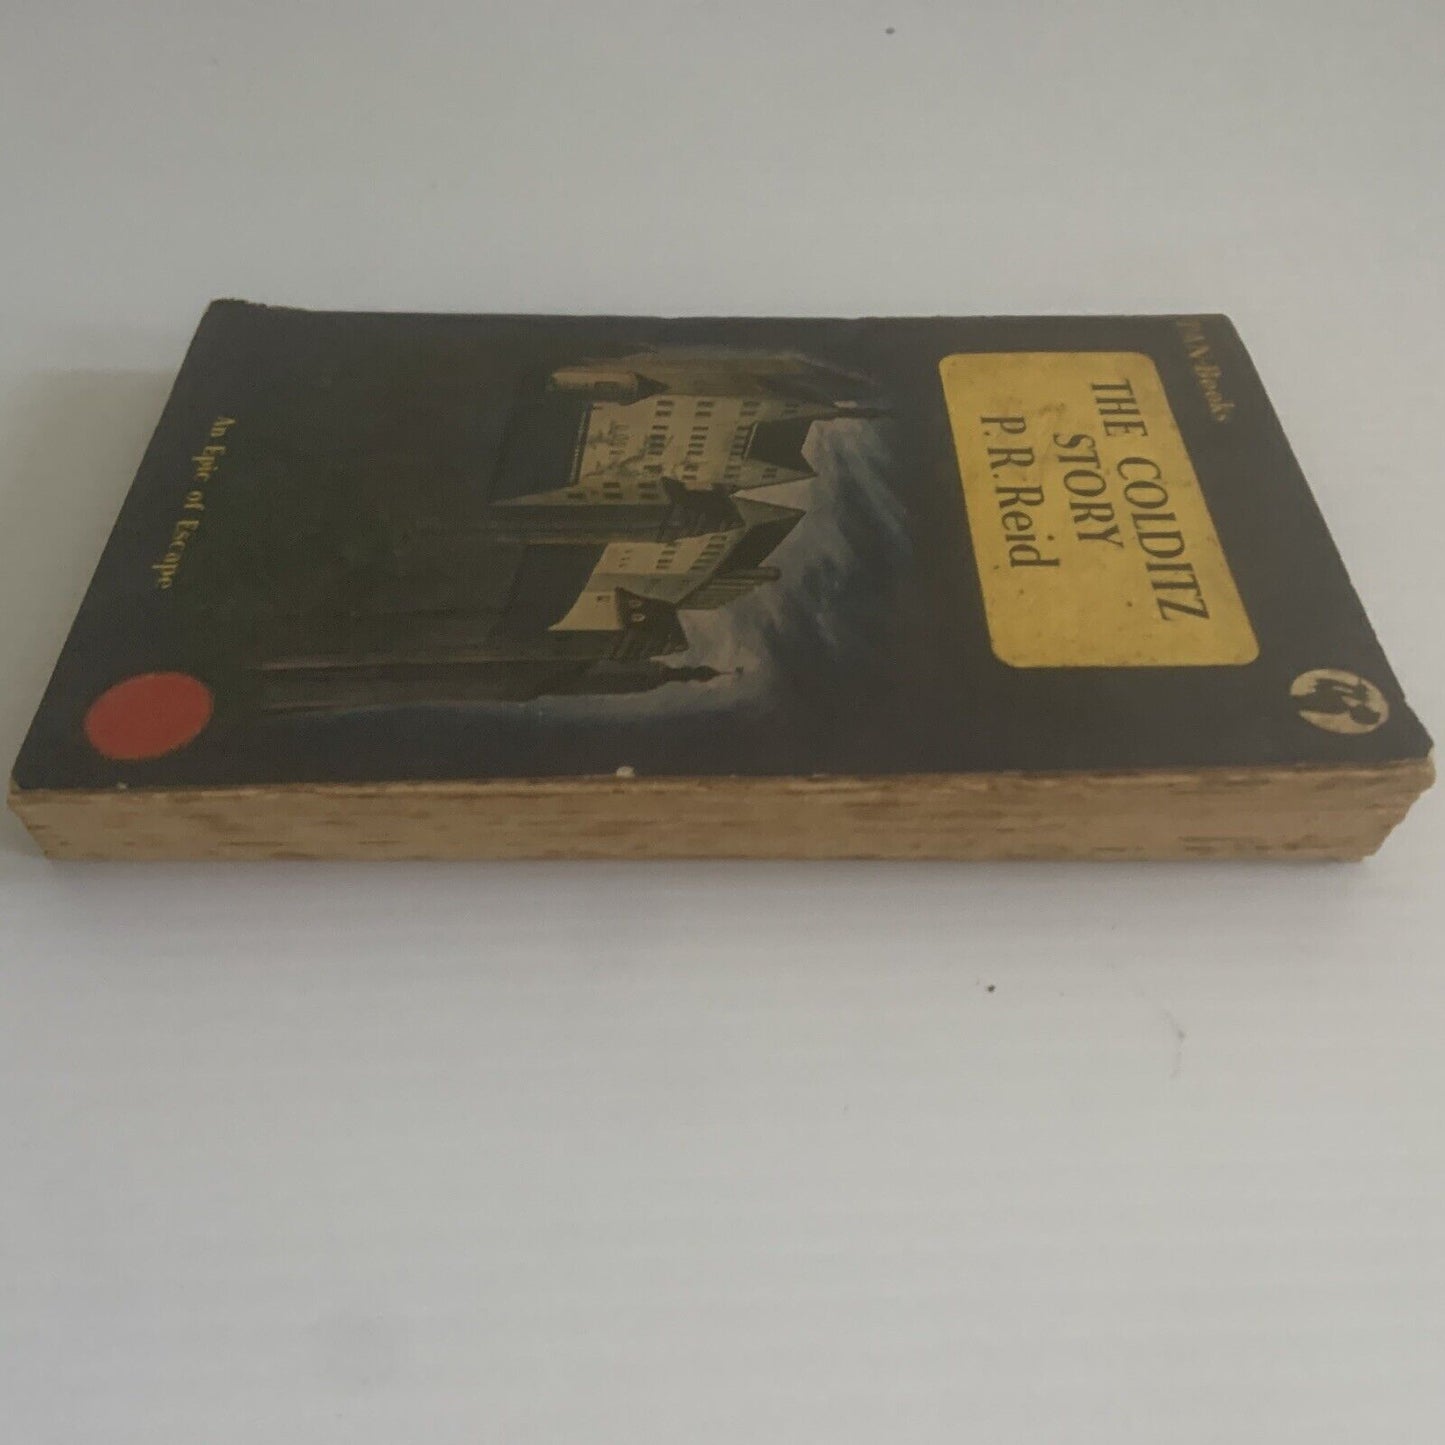 PAN-Books
THE COLDITZ
STORY
P. R. Reid
An Epic of Escape